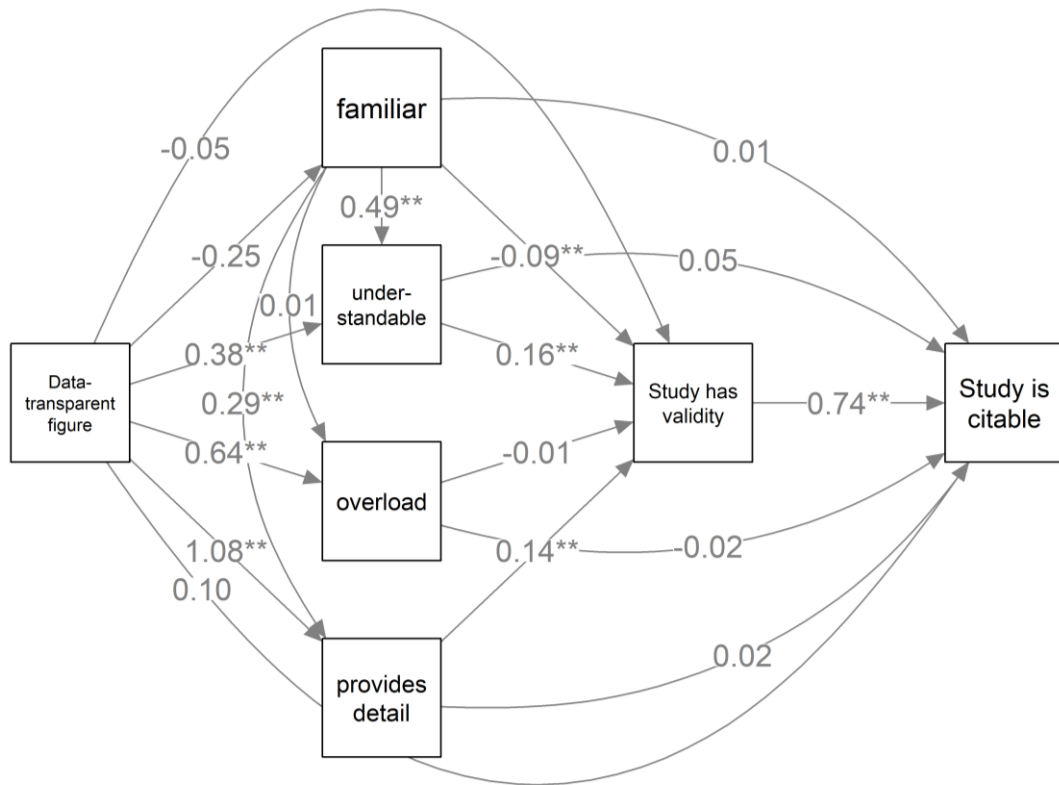 familiar
-0.05
0.01
0.49**
-0.25
-0.09**
0.05
under-
standable
0.01
0.38**
0.16**
Data-
transparent
figure
0.29**
Study has
validity
0.74**
Study is
citable
0.64**
-0.01
overload
1.08**
0.14**
-0.02
0.10
0.02
provides
detail